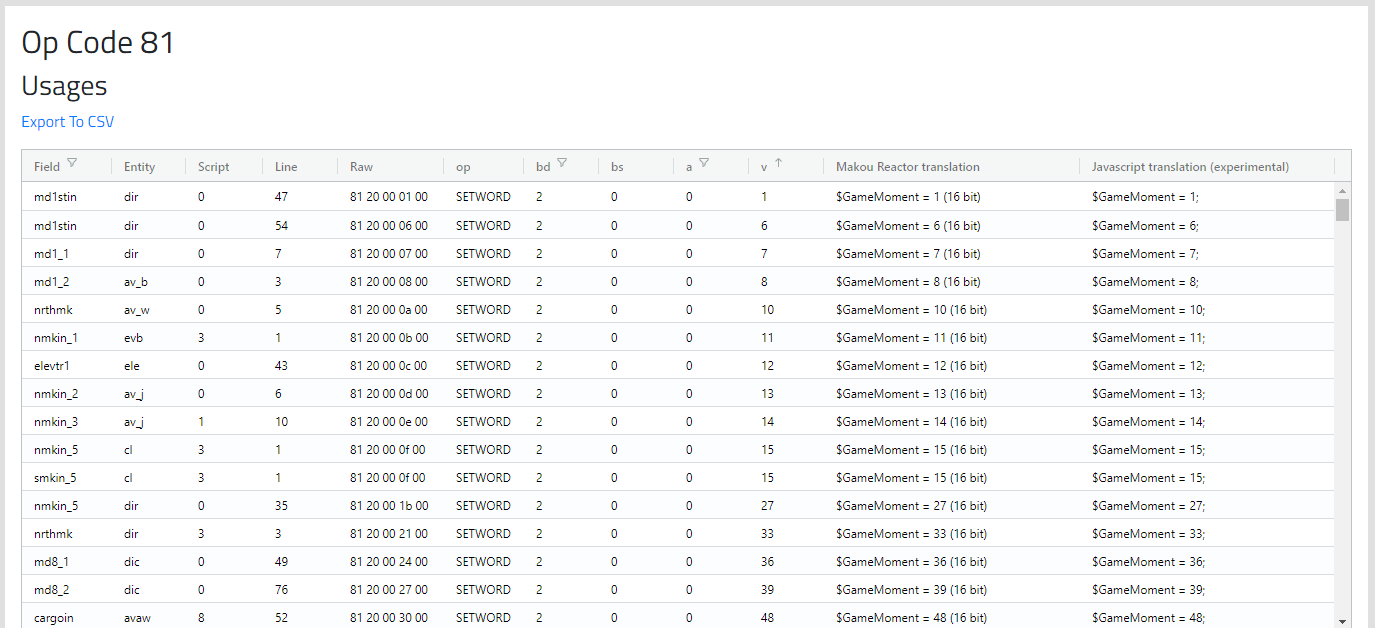 Op Code 81
Usages
Export To CSV
Field Entity Script Line Raw op bd bs a v Makou Reactor translation Javascript translation (experimental)
md1stin dir 0 47 81 20 00 01 00 SETWORD 2 0 0 1 $GameMoment = 1 (16 bit) $GameMoment = 1;
md1stin dir 0 54 81 20 00 06 00 SETWORD 2 0 0 6 $GameMoment = 6 (16 bit) $GameMoment = 6;
md1_1 dir 0 7 81 20 00 07 00 SETWORD 2 0 0 7 $GameMoment = 7 (16 bit) $GameMoment = 7;
md1_2 av_b 0 3 81 20 00 08 00 SETWORD 2 0 0 8 $GameMoment = 8 (16 bit) $GameMoment = 8;
nrthmk av_w 0 5 81 20 00 0a 00 SETWORD 2 0 0 10 $GameMoment = 10 (16 bit) $GameMoment = 10;
nmkin_1 evb 3 1 81 20 00 0b 00 SETWORD 2 0 0 11 $GameMoment = 11 (16 bit) $GameMoment = 11;
elevtr1 ele 0 43 81 20 00 0c 00 SETWORD 2 0 0 12 $GameMoment = 12 (16 bit) $GameMoment = 12;
nmkin_2 av_j 0 6 81 20 00 0d 00 SETWORD 2 0 0 13 $GameMoment = 13 (16 bit) $GameMoment = 13;
nmkin_3 av_j 1 10 81 20 00 0e 00 SETWORD 2 0 0 14 $GameMoment = 14 (16 bit) $GameMoment = 14;
nmkin_5 cl 3 1 81 20 00 0f 00 SETWORD 2 0 0 15 $GameMoment = 15 (16 bit) $GameMoment = 15;
smkin_5 cl 3 1 81 20 00 0f 00 SETWORD 2 0 0 15 $GameMoment = 15 (16 bit) $GameMoment = 15;
nmkin_5 dir 0 35 81 20 00 1b 00 SETWORD 2 0 0 27 $GameMoment = 27 (16 bit) $GameMoment = 27;
nrthmk dir 3 3 81 20 00 21 00 SETWORD 2 0 0 33 $GameMoment = 33 (16 bit) $GameMoment = 33;
md8_1 dic 0 49 81 20 00 24 00 SETWORD 2 0 0 36 $GameMoment = 36 (16 bit) $GameMoment = 36;
md8_2 dic 0 76 81 20 00 27 00 SETWORD 2 0 0 39 $GameMoment = 39 (16 bit) $GameMoment = 39;
cargoin avaw 8 52 81 20 00 30 00 SETWORD 2 0 0 48 $GameMoment = 48 (16 bit) $GameMoment = 48;